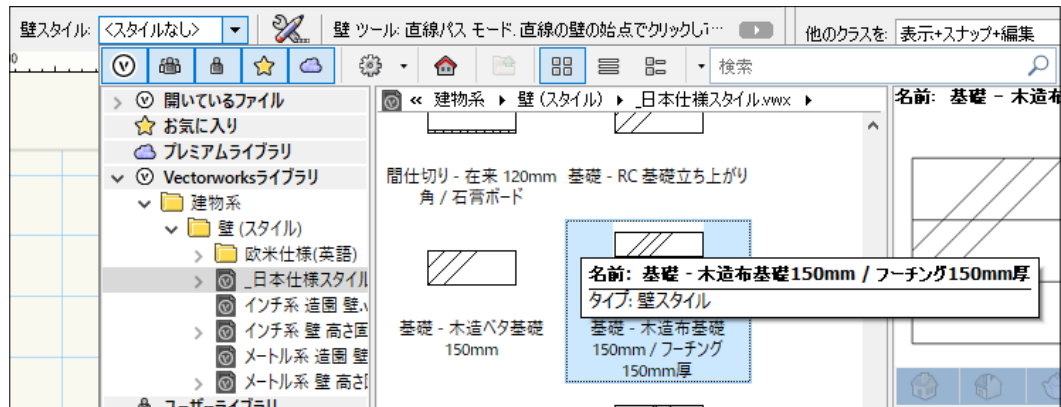 壁スタイル: <スタイルなし>
壁 ツール: 直線パス モード. 直線の壁の始点でクリックし…
他のクラスを: 表示+スナップ+編集
検索
開いているファイル
お気に入り
プレミアムライブラリ
Vectorworksライブラリ
建物系
壁 (スタイル)
欧米仕様(英語)
_日本仕様スタイル
インチ系 造園 壁.v
インチ系 壁 高さ固
メートル系 造園 壁
メートル系 壁 高さ
ユーザーライブラリ
« 建物系 ▸ 壁 (スタイル) ▸ _日本仕様スタイル.vwx ▸
間仕切り - 在来 120mm
角 / 石膏ボード
基礎 - RC 基礎立ち上がり
基礎 - 木造ベタ基礎
150mm
基礎 - 木造布基礎
150mm / フーチング
150mm厚
名前: 基礎 - 木造布基礎150mm / フーチング150mm厚
タイプ: 壁スタイル
名前: 基礎 - 木造布